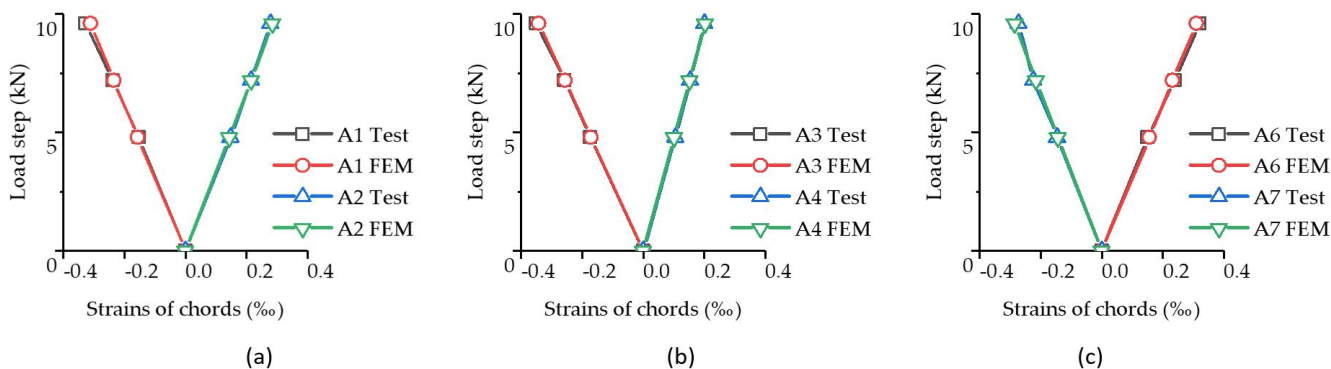 10
5
0
Load step (kN)
-0.4 -0.2 0.0 0.2 0.4
Strains of chords (‰)
A1 Test
A1 FEM
A2 Test
A2 FEM
(a)
10
5
0
Load step (kN)
-0.4 -0.2 0.0 0.2 0.4
Strains of chords (‰)
A3 Test
A3 FEM
A4 Test
A4 FEM
(b)
10
5
0
Load step (kN)
-0.4 -0.2 0.0 0.2 0.4
Strains of chords (‰)
A6 Test
A6 FEM
A7 Test
A7 FEM
(c)